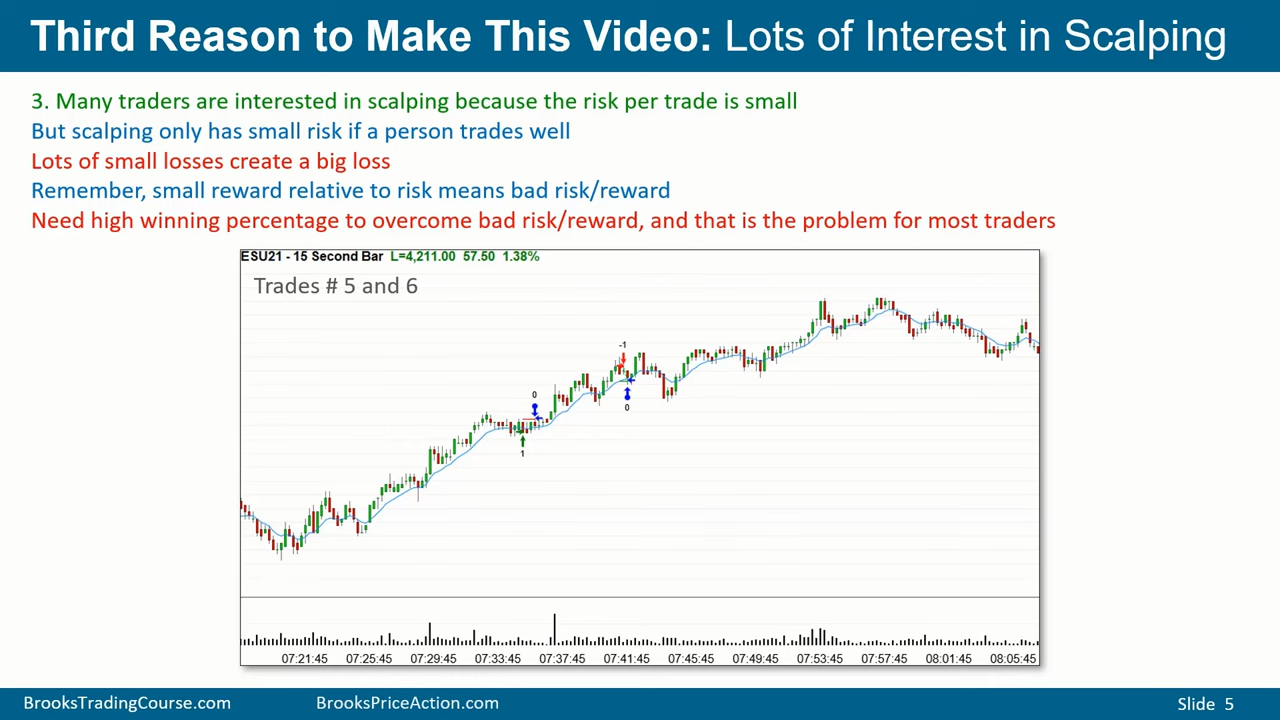 Third Reason to Make This Video: Lots of Interest in Scalping
3. Many traders are interested in scalping because the risk per trade is small
But scalping only has small risk if a person trades well
Lots of small losses create a big loss
Remember, small reward relative to risk means bad risk/reward
Need high winning percentage to overcome bad risk/reward, and that is the problem for most traders
ESU21 - 15 Second Bar L=4,211.00 57.50 1.38%
Trades # 5 and 6
-1
0
0
1
07:21:45 07:25:45 07:29:45 07:33:45 07:37:45 07:41:45 07:45:45 07:49:45 07:53:45 07:57:45 08:01:45 08:05:45
BrooksTradingCourse.com BrooksPriceAction.com Slide 5